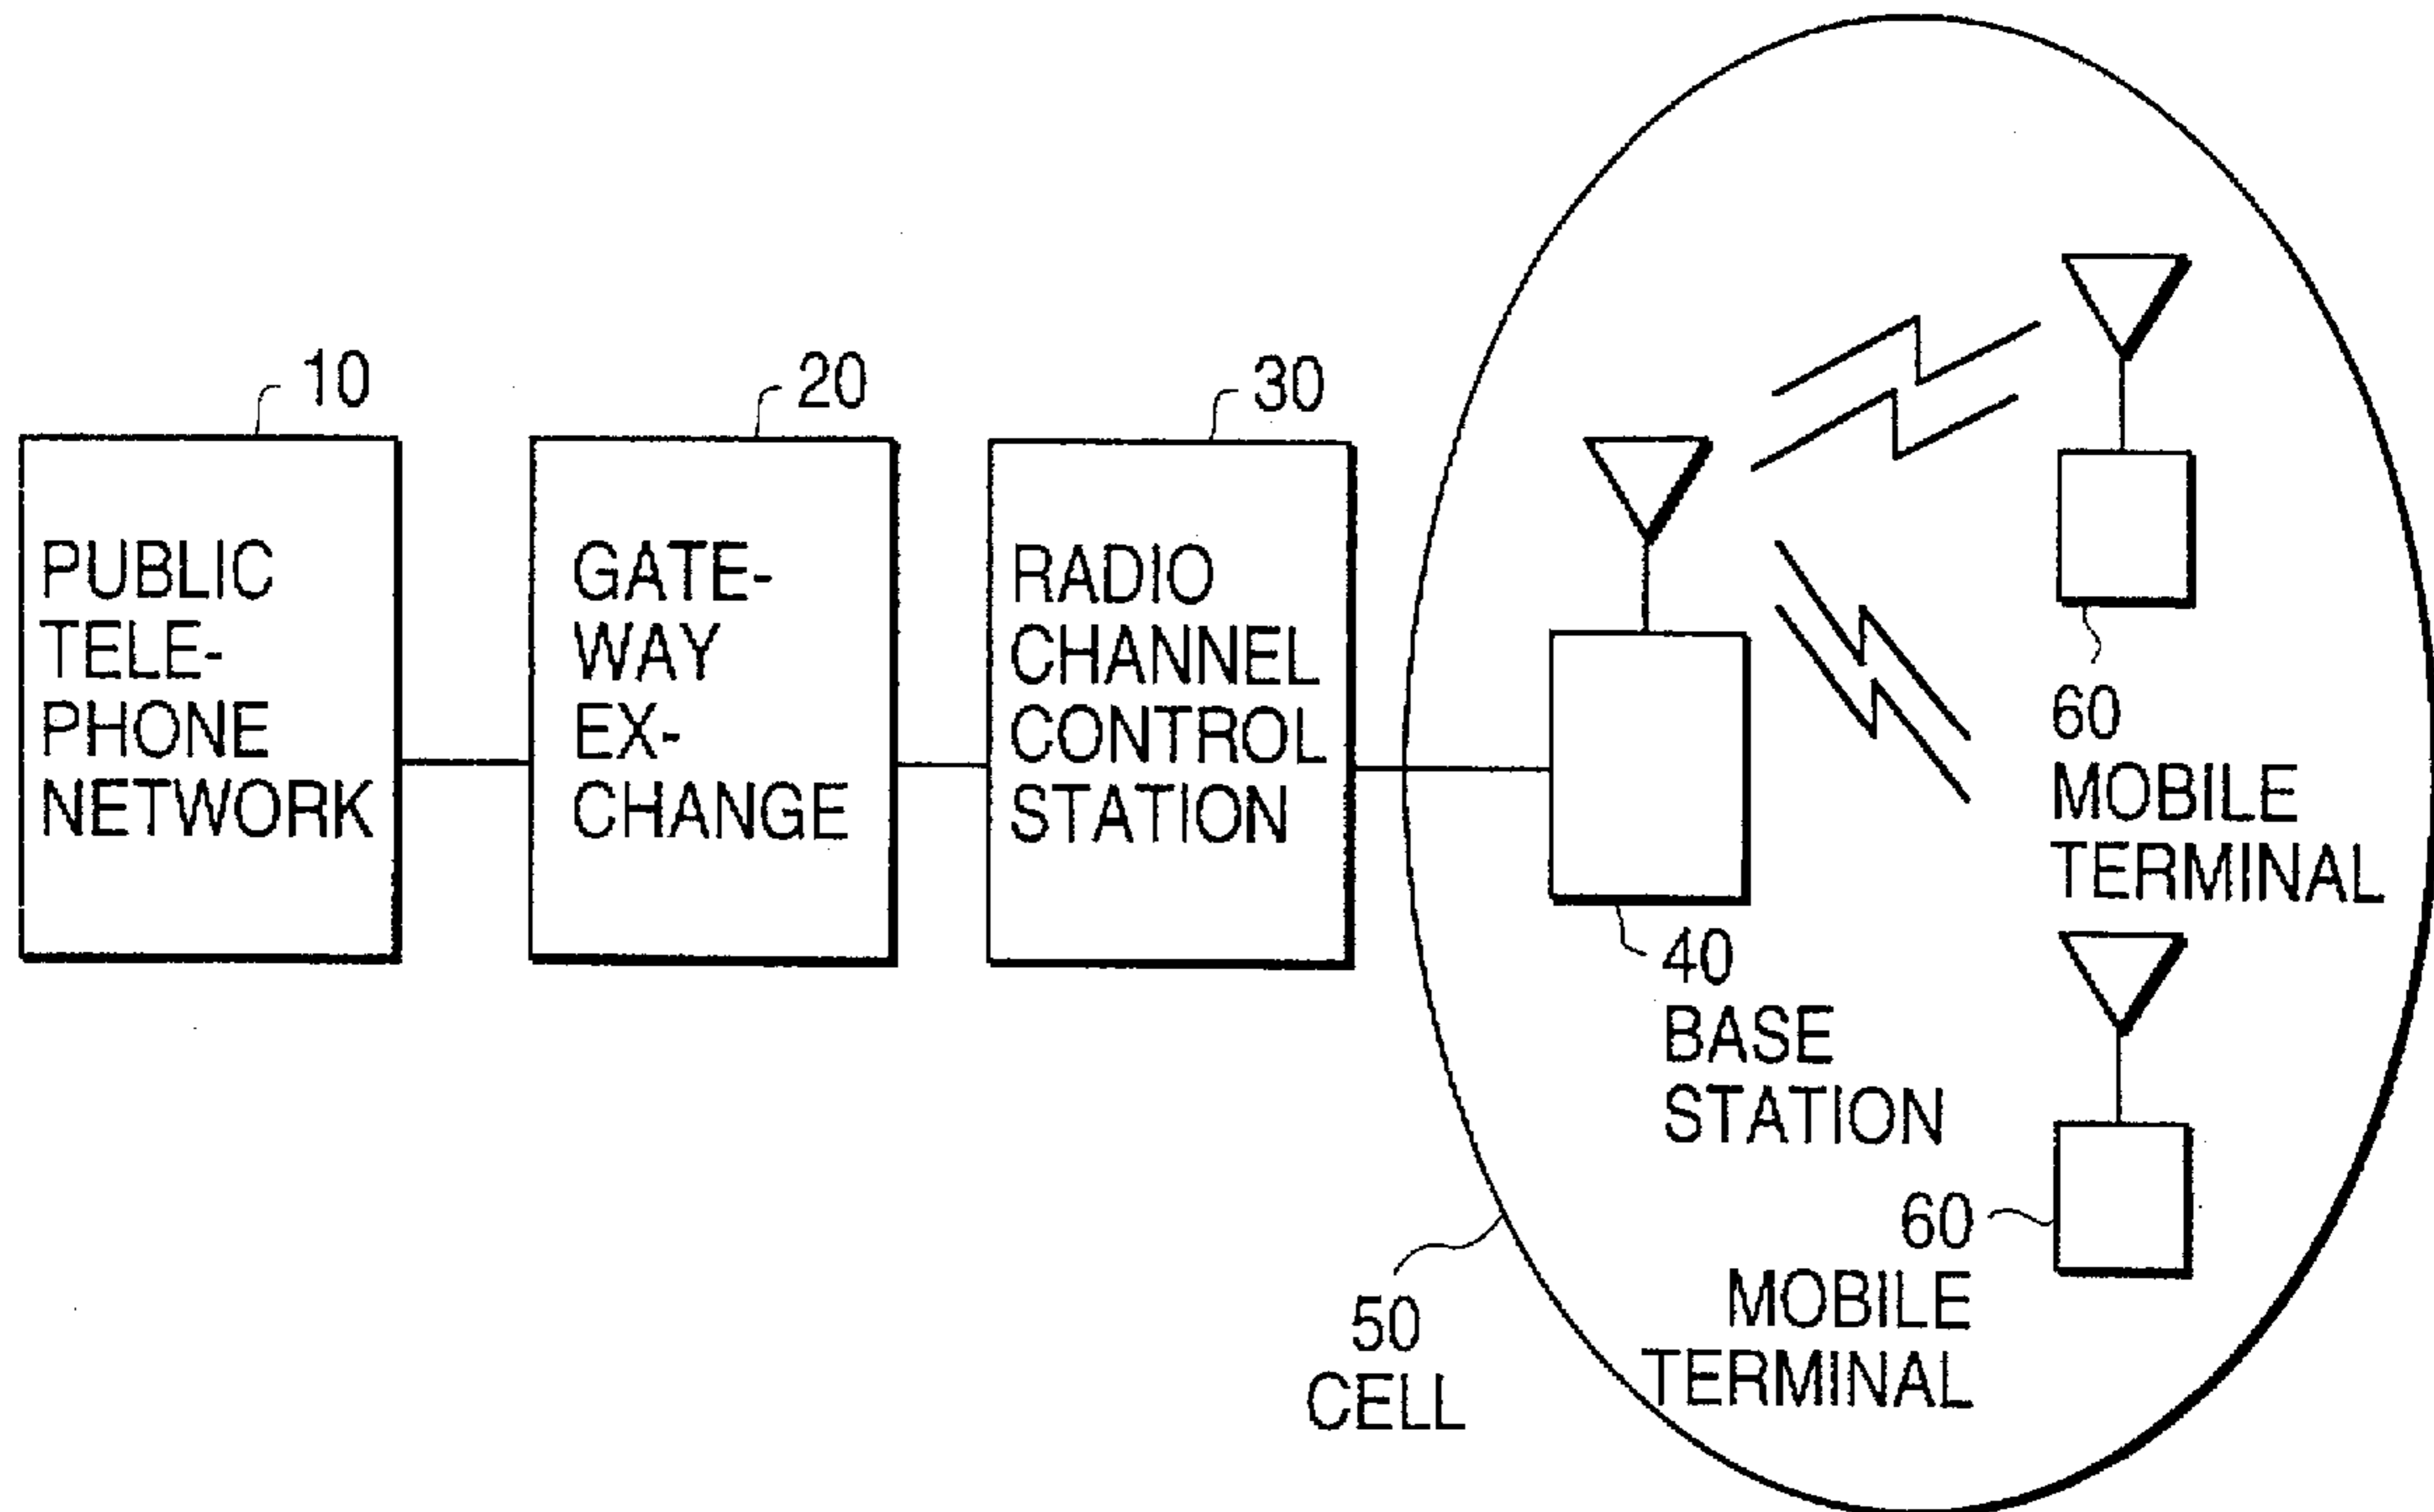 10
PUBLIC
TELE-
PHONE
NETWORK
20
GATE-
WAY
EX-
CHANGE
30
RADIO
CHANNEL
CONTROL
STATION
40
BASE
STATION
60
MOBILE
TERMINAL
60
MOBILE
TERMINAL
50
CELL